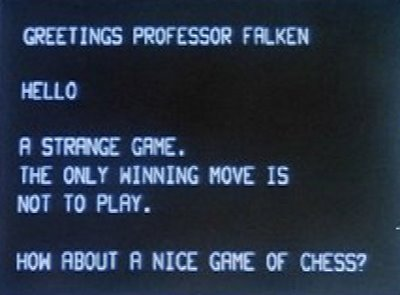 GREETINGS PROFESSOR FALKEN
HELLO
A STRANGE GAME.
THE ONLY WINNING MOVE IS
NOT TO PLAY.
HOW ABOUT A NICE GAME OF CHESS?